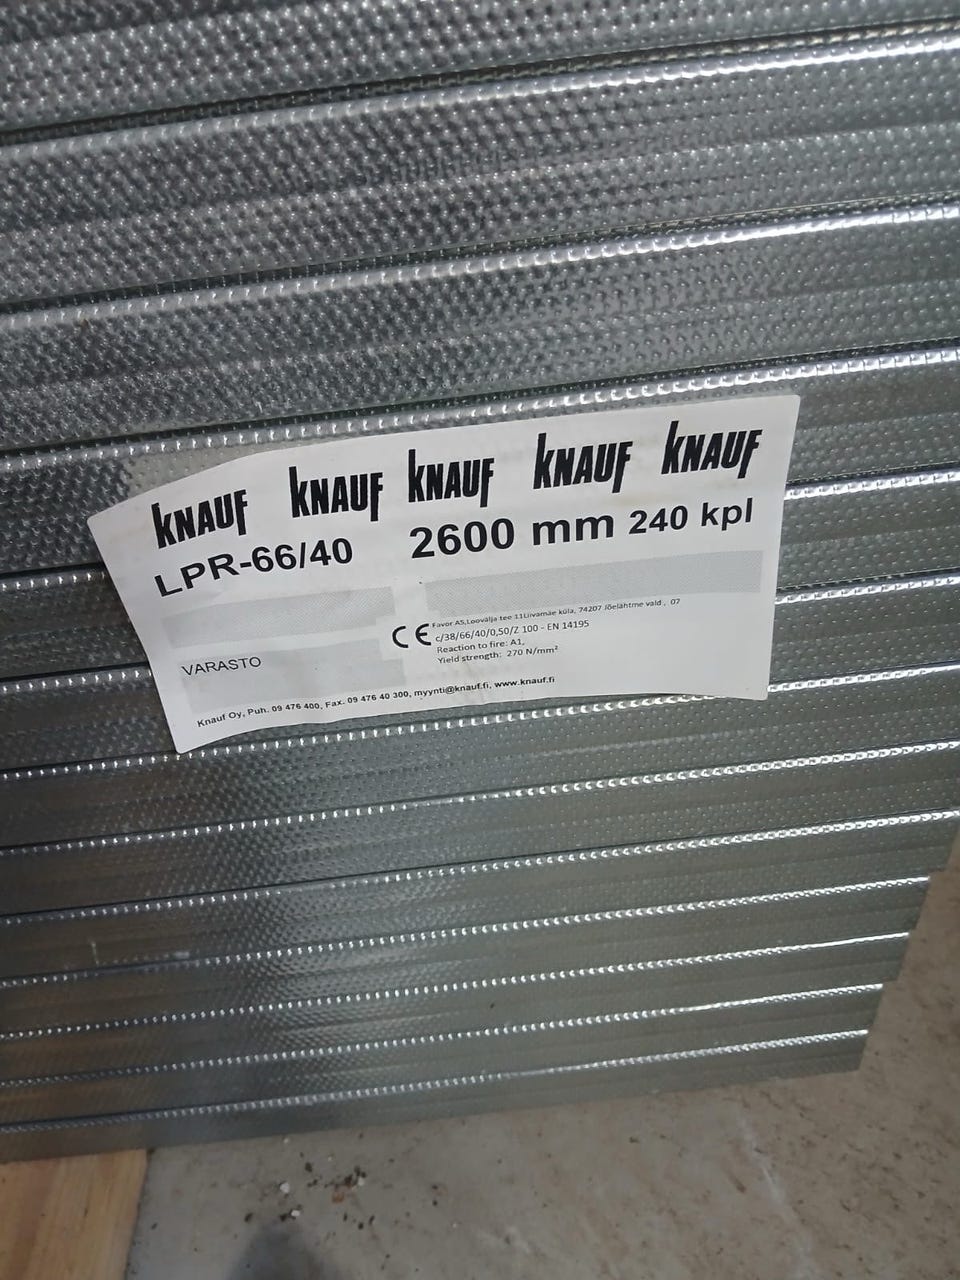 KNAUF KNAUF KNAUF KNAUF KNAUF
LPR-66/40 2600 mm 240 kpl
Favor AS,Loovälja tee 11Liivamäe küla, 74207 Jõelähtme vald , 07
CE c/38/66/40/0,50/Z 100 - EN 14195
Reaction to fire: A1,
Yield strength: 270 N/mm²
VARASTO
Knauf Oy, Puh. 09 476 400, Fax. 09 476 40 300, myynti@knauf.fi, www.knauf.fi